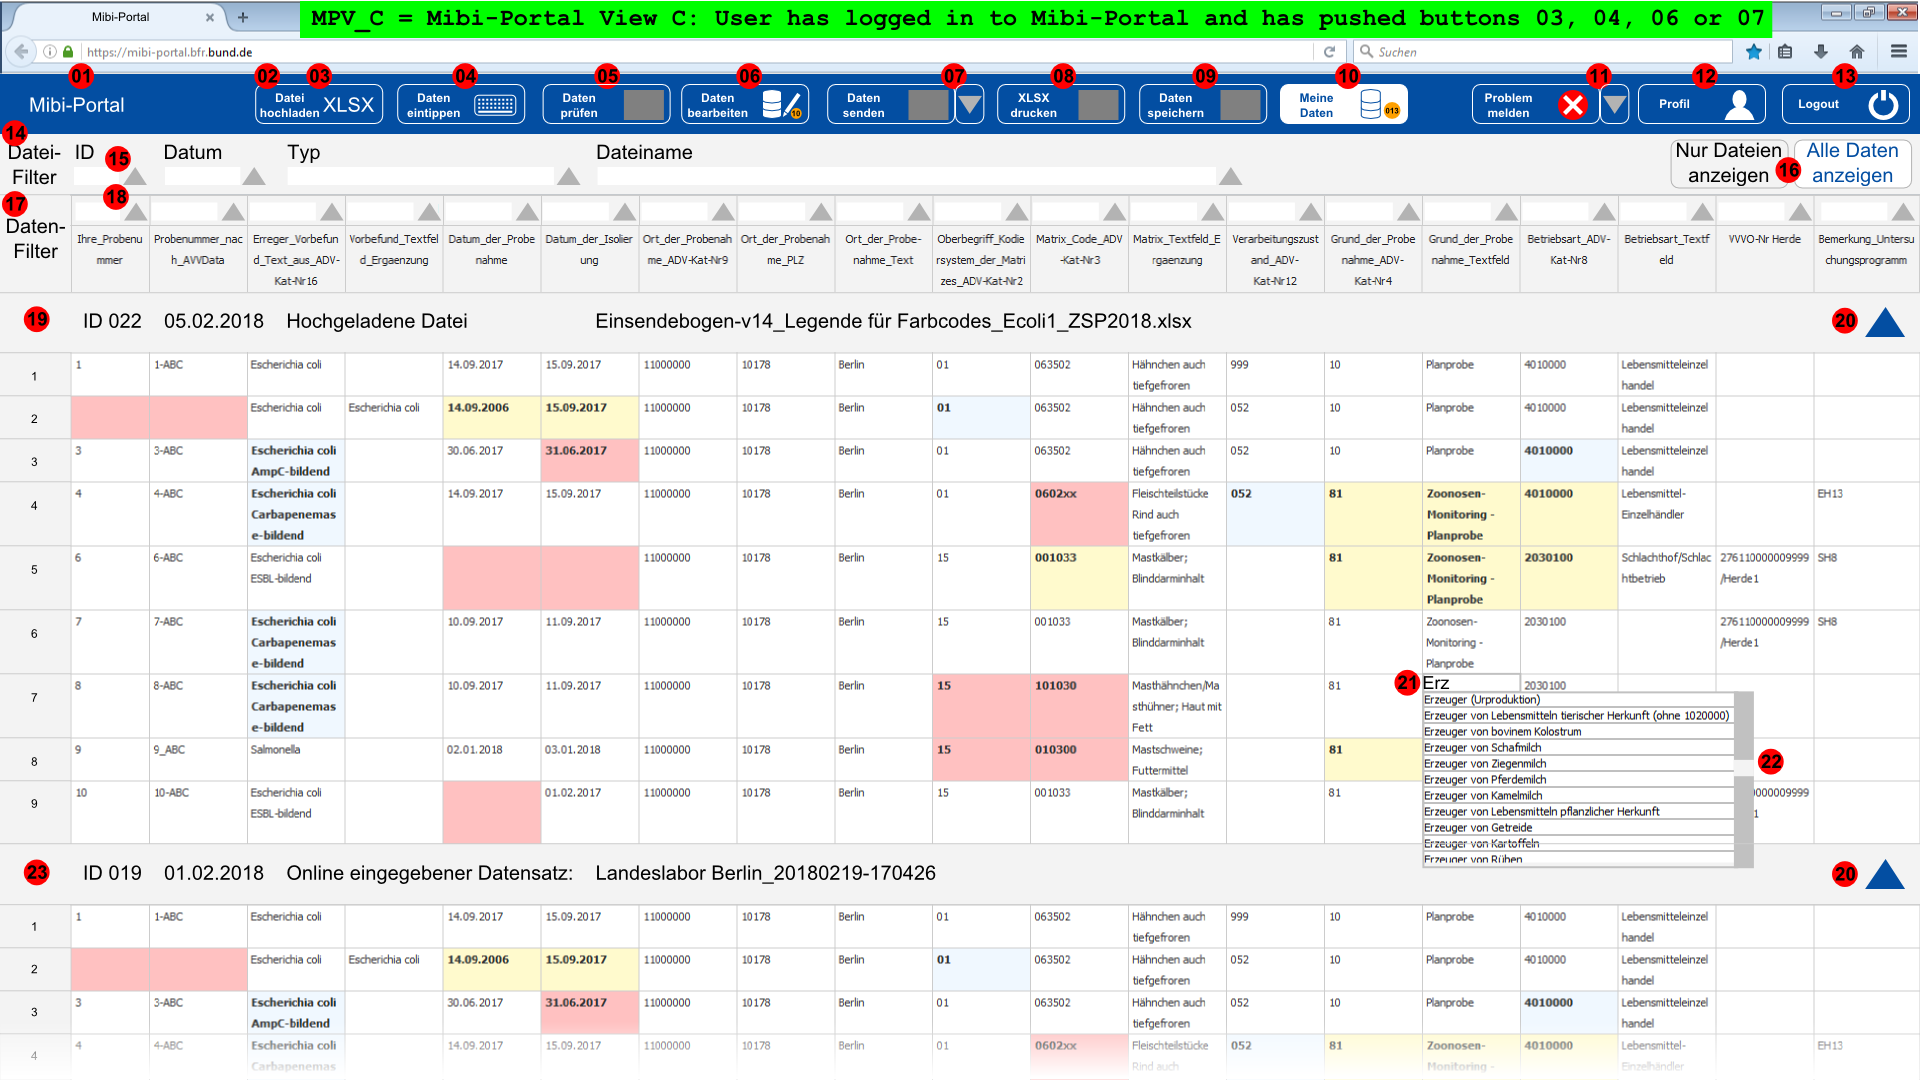 Mibi-Portal
MPV_C = Mibi-Portal View C: User has logged in to Mibi-Portal and has pushed buttons 03, 04, 06 or 07
https://mibi-portal.bfr.bund.de
Suchen
01 02 03 04 05 06 07 08 09 10 11 12 13
Mibi-Portal
Datei hochladen XLSX
Daten eintippen
Daten prüfen
Daten bearbeiten 10
Daten senden
XLSX drucken
Daten speichern
Meine Daten 013
Problem melden
Profil
Logout
14
Datei-Filter
ID 15 Datum Typ Dateiname
Nur Dateien anzeigen 16 Alle Daten anzeigen
17 18
Daten-Filter
Ihre_Probenummer
Probenummer_nach_AVVData
Erreger_Vorbefund_Text_aus_ADV-Kat-Nr16
Vorbefund_Textfeld_Ergaenzung
Datum_der_Probenahme
Datum_der_Isolierung
Ort_der_Probenahme_ADV-Kat-Nr9
Ort_der_Probenahme_PLZ
Ort_der_Probe-nahme_Text
Oberbegriff_Kodiersystem_der_Matrizes_ADV-Kat-Nr2
Matrix_Code_ADV-Kat-Nr3
Matrix_Textfeld_Ergaenzung
Verarbeitungszustand_ADV-Kat-Nr12
Grund_der_Probenahme_ADV-Kat-Nr4
Grund_der_Probenahme_Textfeld
Betriebsart_ADV-Kat-Nr8
Betriebsart_Textfeld
VVVO-Nr Herde
Bemerkung_Untersuchungsprogramm
19 ID 022 05.02.2018 Hochgeladene Datei Einsendebogen-v14_Legende für Farbcodes_Ecoli1_ZSP2018.xlsx 20
1 1 1-ABC Escherichia coli 14.09.2017 15.09.2017 11000000 10178 Berlin 01 063502 Hähnchen auch tiefgefroren 999 10 Planprobe 4010000 Lebensmitteleinzelhandel
2 Escherichia coli Escherichia coli 14.09.2006 15.09.2017 11000000 10178 Berlin 01 063502 Hähnchen auch tiefgefroren 052 10 Planprobe 4010000 Lebensmitteleinzelhandel
3 3 3-ABC Escherichia coli AmpC-bildend 30.06.2017 31.06.2017 11000000 10178 Berlin 01 063502 Hähnchen auch tiefgefroren 052 10 Planprobe 4010000 Lebensmitteleinzelhandel
4 4 4-ABC Escherichia coli Carbapenemase-bildend 14.09.2017 15.09.2017 11000000 10178 Berlin 01 0602xx Fleischteilstücke Rind auch tiefgefroren 052 81 Zoonosen-Monitoring - Planprobe 4010000 Lebensmittel-Einzelhändler EH13
5 6 6-ABC Escherichia coli ESBL-bildend 11000000 10178 Berlin 15 001033 Mastkälber; Blinddarminhalt 81 Zoonosen-Monitoring - Planprobe 2030100 Schlachthof/Schlachtbetrieb 276110000009999/Herde1 SH8
6 7 7-ABC Escherichia coli Carbapenemase-bildend 10.09.2017 11.09.2017 11000000 10178 Berlin 15 001033 Mastkälber; Blinddarminhalt 81 Zoonosen-Monitoring - Planprobe 2030100 276110000009999/Herde1 SH8
7 8 8-ABC Escherichia coli Carbapenemase-bildend 10.09.2017 11.09.2017 11000000 10178 Berlin 15 101030 Masthähnchen/Masthühner; Haut mit Fett 81 21 Erz 2030100
8 9 9_ABC Salmonella 02.01.2018 03.01.2018 11000000 10178 Berlin 15 010300 Mastschweine; Futtermittel 81
9 10 10-ABC Escherichia coli ESBL-bildend 01.02.2017 11000000 10178 Berlin 15 001033 Mastkälber; Blinddarminhalt 81 0000009999 1
Erzeuger (Urproduktion)
Erzeuger von Lebensmitteln tierischer Herkunft (ohne 1020000)
Erzeuger von bovinem Kolostrum
Erzeuger von Schafmilch
Erzeuger von Ziegenmilch
22
Erzeuger von Pferdemilch
Erzeuger von Kamelmilch
Erzeuger von Lebensmitteln pflanzlicher Herkunft
Erzeuger von Getreide
Erzeuger von Kartoffeln
Erzeuger von Rüben
23 ID 019 01.02.2018 Online eingegebener Datensatz: Landeslabor Berlin_20180219-170426 20
1 1 1-ABC Escherichia coli 14.09.2017 15.09.2017 11000000 10178 Berlin 01 063502 Hähnchen auch tiefgefroren 999 10 Planprobe 4010000 Lebensmitteleinzelhandel
2 Escherichia coli Escherichia coli 14.09.2006 15.09.2017 11000000 10178 Berlin 01 063502 Hähnchen auch tiefgefroren 052 10 Planprobe 4010000 Lebensmitteleinzelhandel
3 3 3-ABC Escherichia coli AmpC-bildend 30.06.2017 31.06.2017 11000000 10178 Berlin 01 063502 Hähnchen auch tiefgefroren 052 10 Planprobe 4010000 Lebensmitteleinzelhandel
4 4 4-ABC Escherichia coli Carbapenemas 14.09.2017 15.09.2017 11000000 10178 Berlin 01 0602xx Fleischteilstücke Rind auch 052 81 Zoonosen-Monitoring - 4010000 Lebensmittel-Einzelhändler EH13